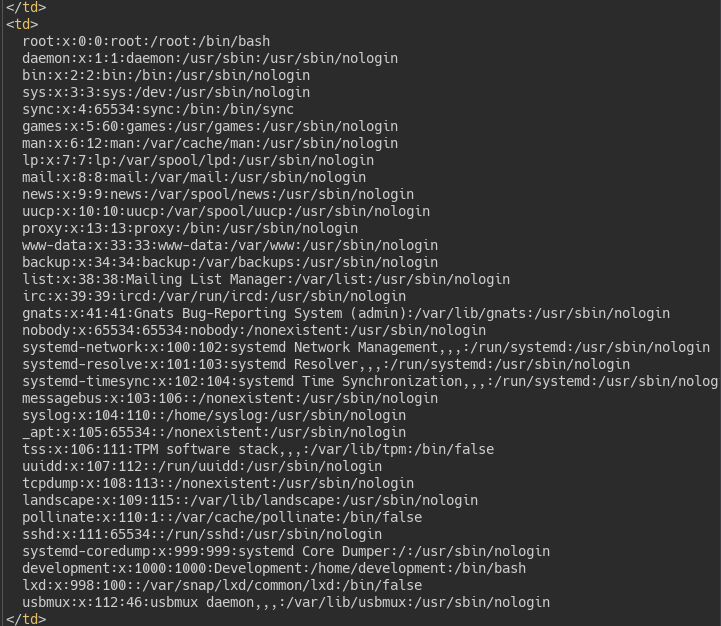 </td>
<td>
root:x:0:0:root:/root:/bin/bash
daemon:x:1:1:daemon:/usr/sbin:/usr/sbin/nologin
bin:x:2:2:bin:/bin:/usr/sbin/nologin
sys:x:3:3:sys:/dev:/usr/sbin/nologin
sync:x:4:65534:sync:/bin:/bin/sync
games:x:5:60:games:/usr/games:/usr/sbin/nologin
man:x:6:12:man:/var/cache/man:/usr/sbin/nologin
lp:x:7:7:lp:/var/spool/lpd:/usr/sbin/nologin
mail:x:8:8:mail:/var/mail:/usr/sbin/nologin
news:x:9:9:news:/var/spool/news:/usr/sbin/nologin
uucp:x:10:10:uucp:/var/spool/uucp:/usr/sbin/nologin
proxy:x:13:13:proxy:/bin:/usr/sbin/nologin
www-data:x:33:33:www-data:/var/www:/usr/sbin/nologin
backup:x:34:34:backup:/var/backups:/usr/sbin/nologin
list:x:38:38:Mailing List Manager:/var/list:/usr/sbin/nologin
irc:x:39:39:ircd:/var/run/ircd:/usr/sbin/nologin
gnats:x:41:41:Gnats Bug-Reporting System (admin):/var/lib/gnats:/usr/sbin/nologin
nobody:x:65534:65534:nobody:/nonexistent:/usr/sbin/nologin
systemd-network:x:100:102:systemd Network Management,,,:/run/systemd:/usr/sbin/nologin
systemd-resolve:x:101:103:systemd Resolver,,,:/run/systemd:/usr/sbin/nologin
systemd-timesync:x:102:104:systemd Time Synchronization,,,:/run/systemd:/usr/sbin/nolog
messagebus:x:103:106::/nonexistent:/usr/sbin/nologin
syslog:x:104:110::/home/syslog:/usr/sbin/nologin
_apt:x:105:65534::/nonexistent:/usr/sbin/nologin
tss:x:106:111:TPM software stack,,,:/var/lib/tpm:/bin/false
uuidd:x:107:112::/run/uuidd:/usr/sbin/nologin
tcpdump:x:108:113::/nonexistent:/usr/sbin/nologin
landscape:x:109:115::/var/lib/landscape:/usr/sbin/nologin
pollinate:x:110:1::/var/cache/pollinate:/bin/false
sshd:x:111:65534::/run/sshd:/usr/sbin/nologin
systemd-coredump:x:999:999:systemd Core Dumper:/:/usr/sbin/nologin
development:x:1000:1000:Development:/home/development:/bin/bash
lxd:x:998:100::/var/snap/lxd/common/lxd:/bin/false
usbmux:x:112:46:usbmux daemon,,,:/var/lib/usbmux:/usr/sbin/nologin
</td>